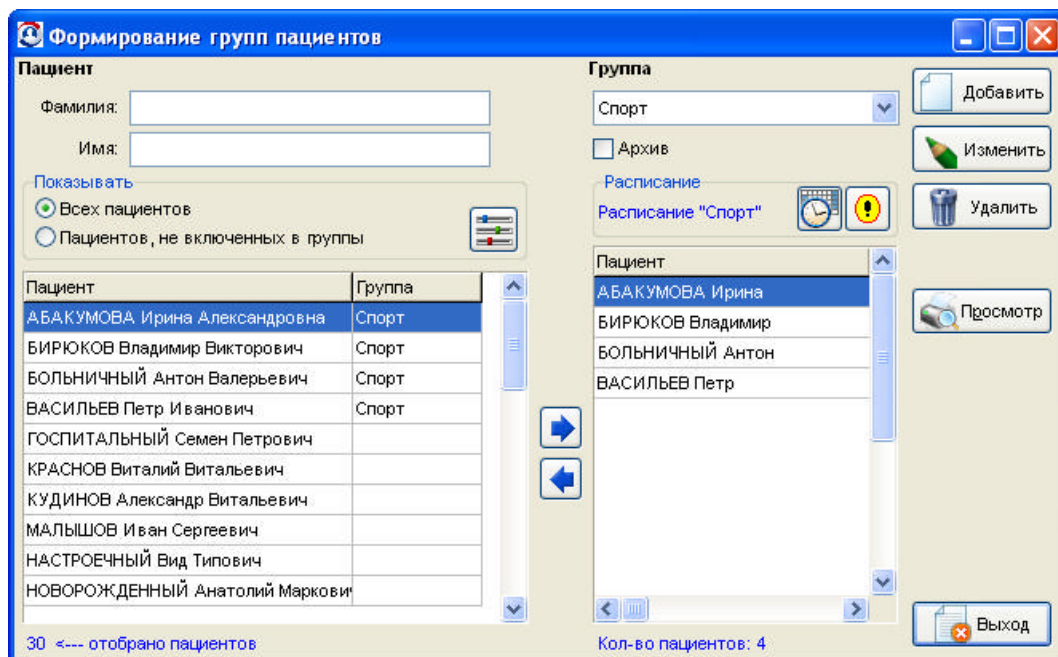 Формирование групп пациентов
Пациент
Фамилия:
Имя:
Показывать
Всех пациентов
Пациентов, не включенных в группы
Пациент Группа
АБАКУМОВА Ирина Александровна Спорт
БИРЮКОВ Владимир Викторович Спорт
БОЛЬНИЧНЫЙ Антон Валерьевич Спорт
ВАСИЛЬЕВ Петр Иванович Спорт
ГОСПИТАЛЬНЫЙ Семен Петрович
КРАСНОВ Виталий Витальевич
КУДИНОВ Александр Витальевич
МАЛЫШОВ Иван Сергеевич
НАСТРОЕЧНЫЙ Вид Типович
НОВОРОЖДЕННЫЙ Анатолий Маркови
30 <--- отобрано пациентов
Группа
Спорт
Архив
Расписание
Расписание "Спорт"
Пациент
АБАКУМОВА Ирина
БИРЮКОВ Владимир
БОЛЬНИЧНЫЙ Антон
ВАСИЛЬЕВ Петр
Кол-во пациентов: 4
Добавить
Изменить
Удалить
Просмотр
Выход